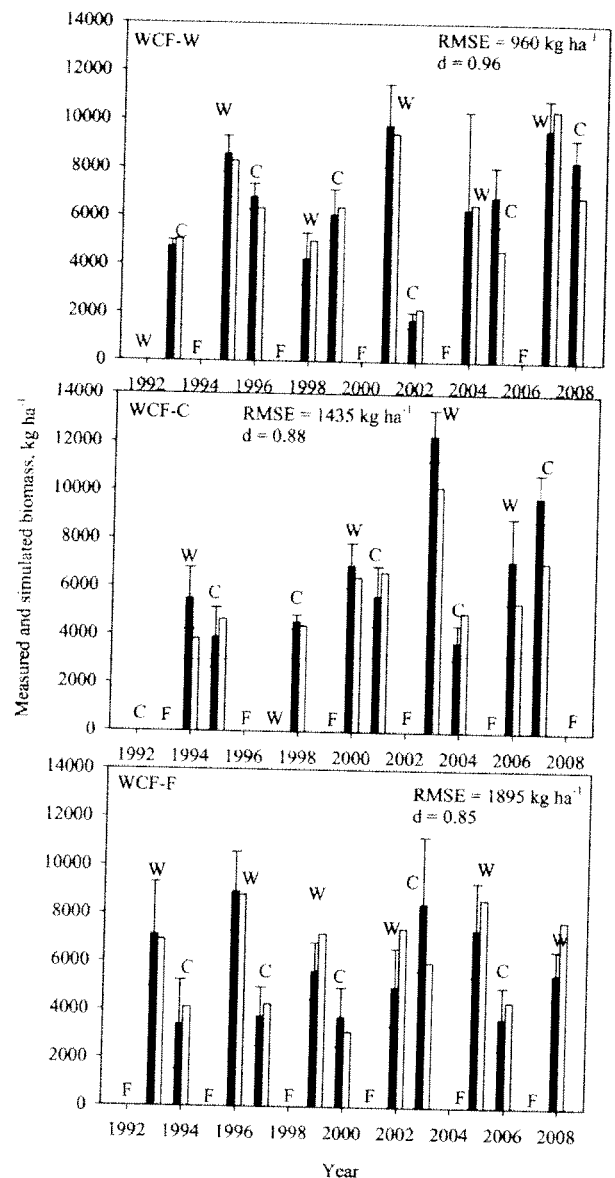 WCF-W
RMSE = 960 kg ha-1
d = 0.96
14000
12000
10000
8000
6000
4000
2000
0
W C F W C F W C F W C F W C F W C
1992 1994 1996 1998 2000 2002 2004 2006 2008
WCF-C
RMSE = 1435 kg ha-1
d = 0.88
14000
12000
10000
8000
6000
4000
2000
0
C F W C F W C F W C F W C F W C F
1992 1994 1996 1998 2000 2002 2004 2006 2008
WCF-F
RMSE = 1895 kg ha-1
d = 0.85
14000
12000
10000
8000
6000
4000
2000
0
F W C F W C F W C F W C F W C F W
1992 1994 1996 1998 2000 2002 2004 2006 2008
Measured and simulated biomass, kg ha-1
Year